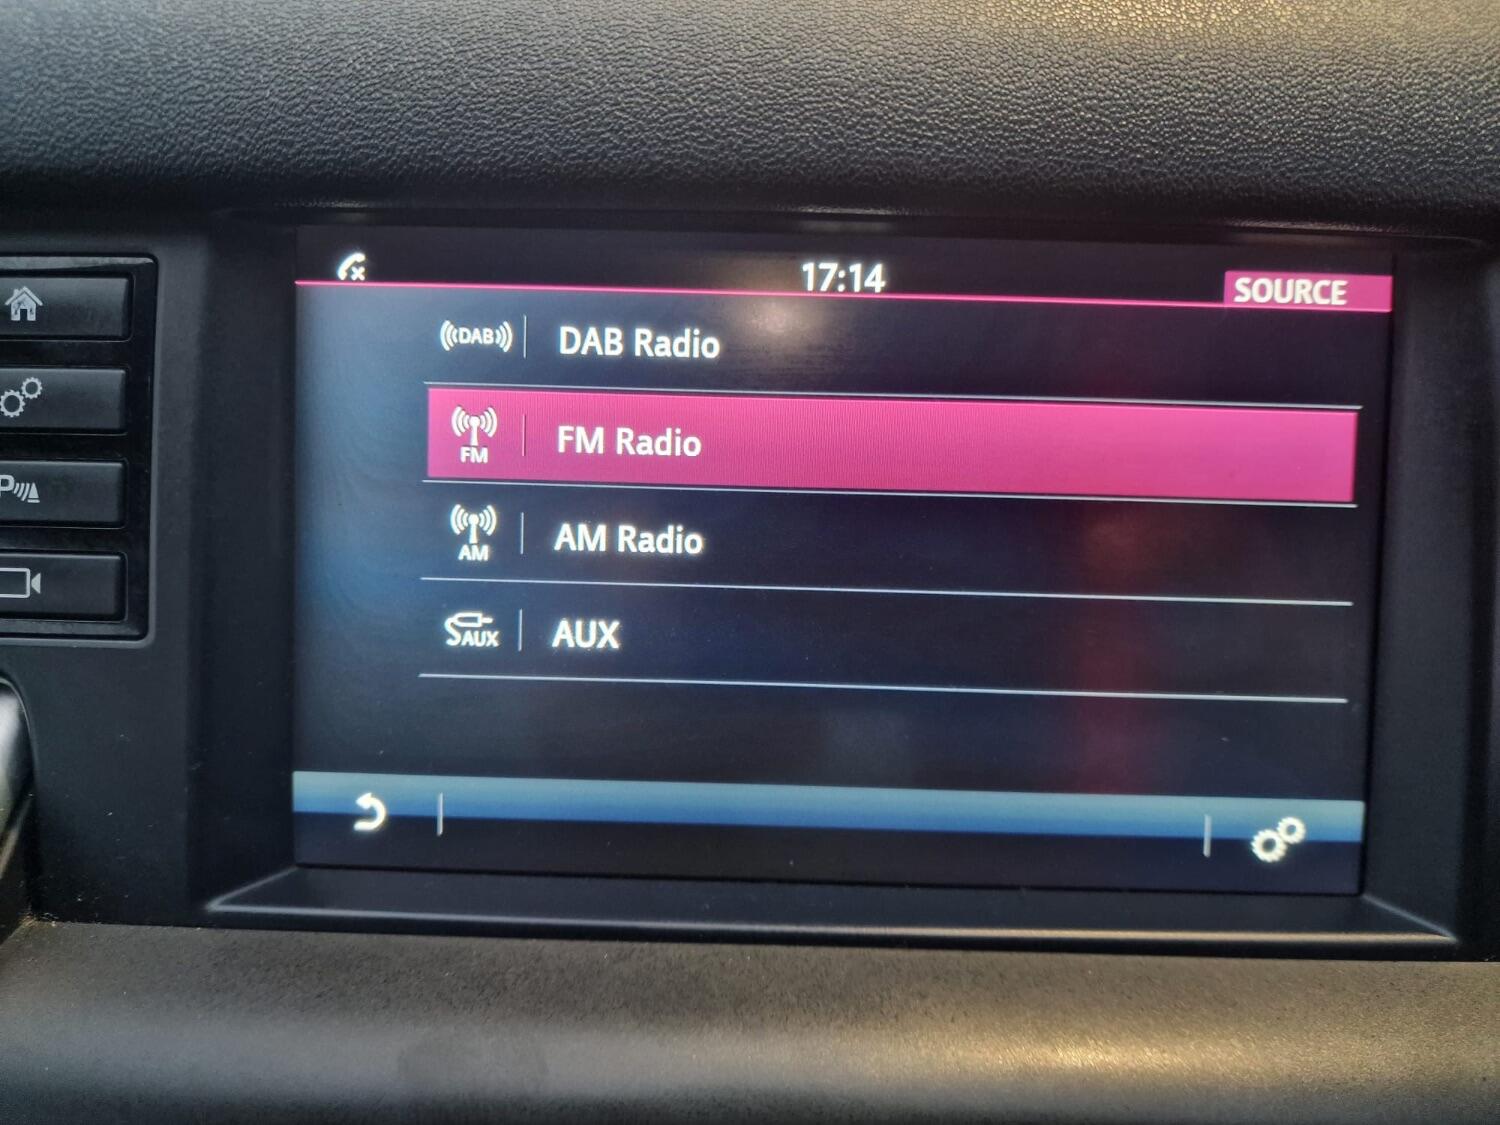 17:14
SOURCE
DAB
DAB Radio
FM
FM Radio
AM
AM Radio
AUX
AUX
P